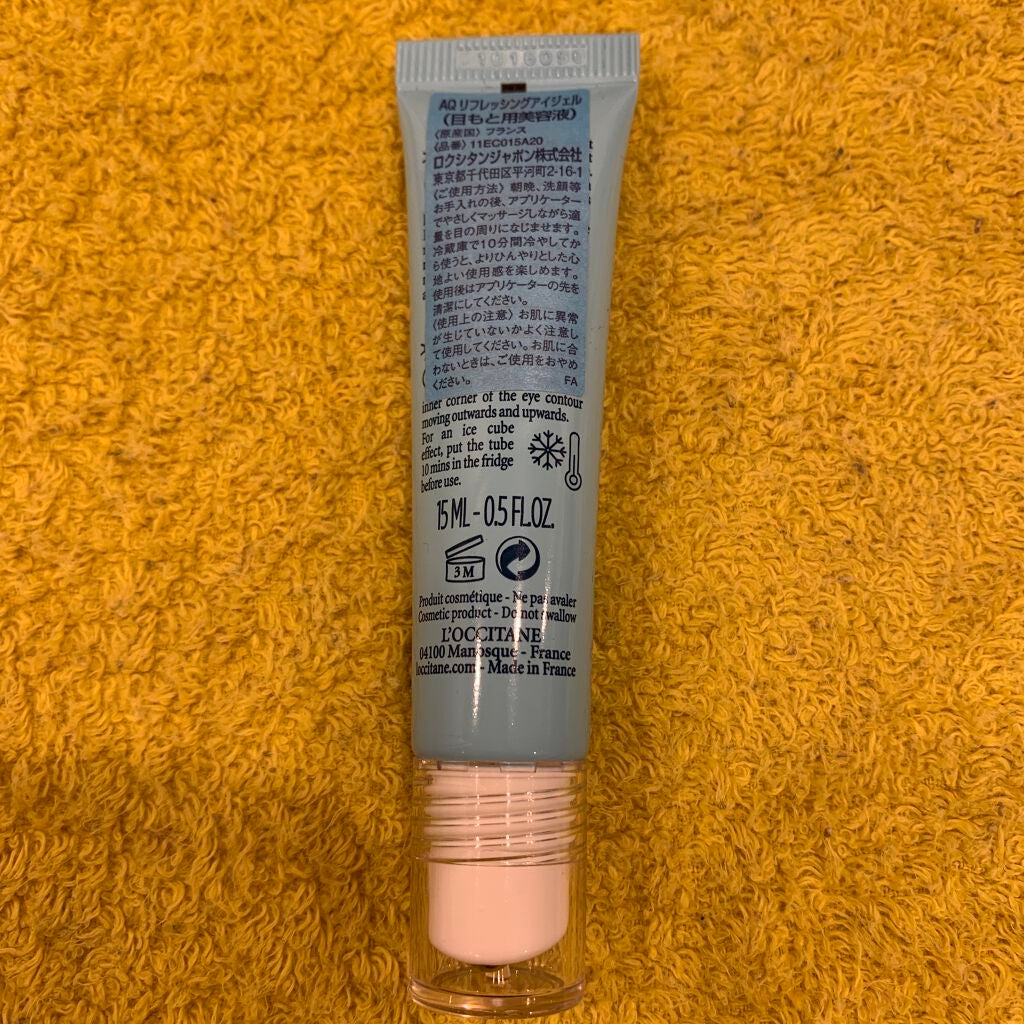 AQ リフレッシングアイジェル
（目もと用美容液）
〈原産国〉フランス
〈品番〉11EC015A20
ロクシタンジャポン株式会社
東京都千代田区平河町2-16-1
〈ご使用方法〉朝晩、洗顔等
お手入れの後、アプリケーター
でやさしくマッサージしながら適
量を目の周りになじませます。
冷蔵庫で10分間冷やしてか
ら使うと、よりひんやりとした心
地よい使用感を楽しめます。
使用後はアプリケーターの先を
清潔にしてください。
〈使用上の注意〉お肌に異常
が生じていないかよく注意し
て使用してください。お肌に合
わないときは、ご使用をおやめ
ください。 FA
inner corner of the eye contour
moving outwards and upwards.
For an ice cube
effect, put the tube
10 mins in the fridge
before use.
15 ML - 0.5 FL.OZ.
3 M
Produit cosmétique - Ne pas avaler
Cosmetic product - Do not swallow
L'OCCITANE
04100 Manosque - France
loccitane.com - Made in France